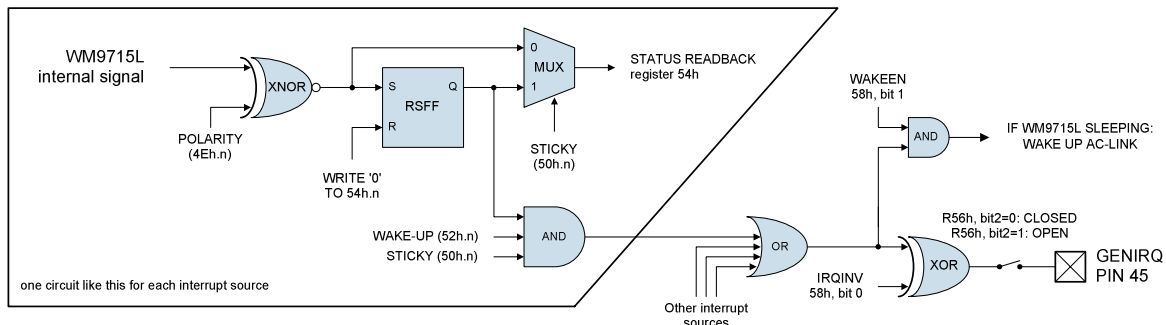 WM9715L
internal signal
XNOR
POLARITY
(4Eh.n)
S
Q
RSFF
R
WRITE '0'
TO 54h.n
0
MUX
1
STICKY
(50h.n)
STATUS READBACK
register 54h
WAKE-UP (52h.n)
STICKY (50h.n)
AND
one circuit like this for each interrupt source
OR
Other interrupt
sources
WAKEEN
58h, bit 1
AND
IF WM9715L SLEEPING:
WAKE UP AC-LINK
R56h, bit2=0: CLOSED
R56h, bit2=1: OPEN
XOR
IRQINV
58h, bit 0
GENIRQ
PIN 45